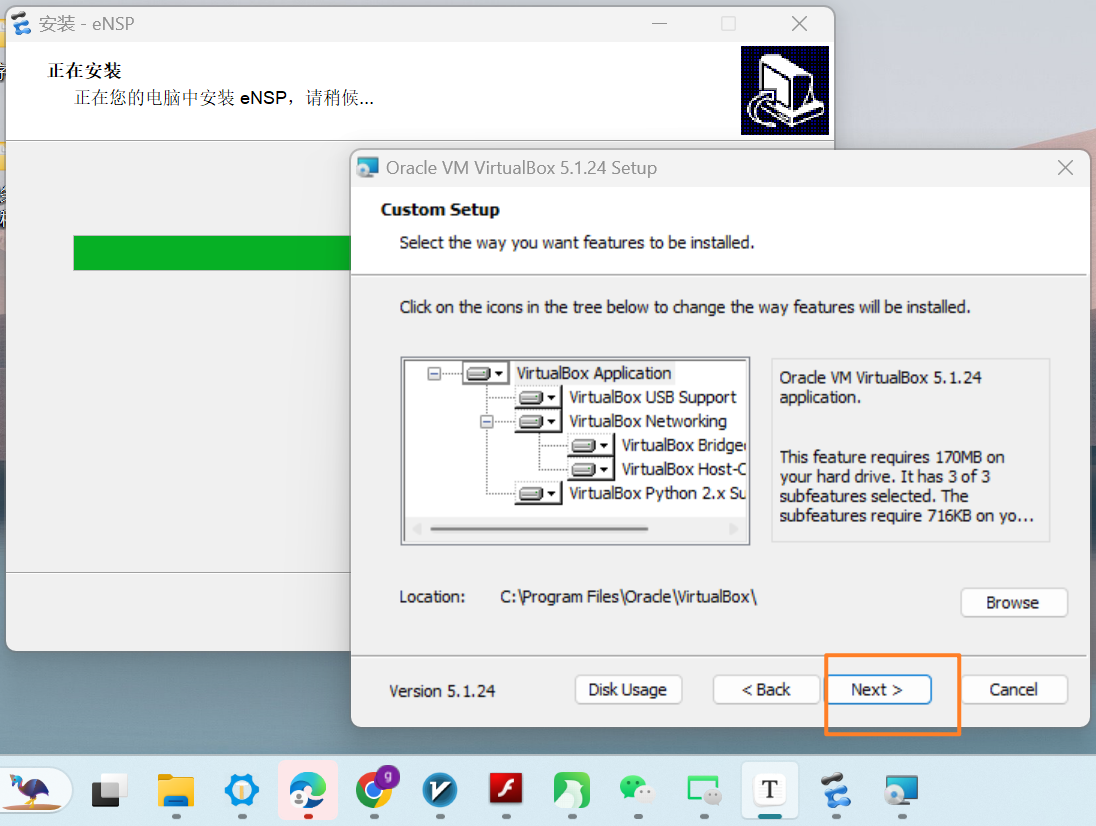 安装 - eNSP
正在安装
正在您的电脑中安装 eNSP，请稍候...
Oracle VM VirtualBox 5.1.24 Setup
Custom Setup
Select the way you want features to be installed.
Click on the icons in the tree below to change the way features will be installed.
VirtualBox Application
VirtualBox USB Support
VirtualBox Networking
VirtualBox Bridge
VirtualBox Host-C
VirtualBox Python 2.x Su
Oracle VM VirtualBox 5.1.24
application.
This feature requires 170MB on
your hard drive. It has 3 of 3
subfeatures selected. The
subfeatures require 716KB on yo...
Location: C:\Program Files\Oracle\VirtualBox\
Browse
Version 5.1.24
Disk Usage
< Back
Next >
Cancel
g
T